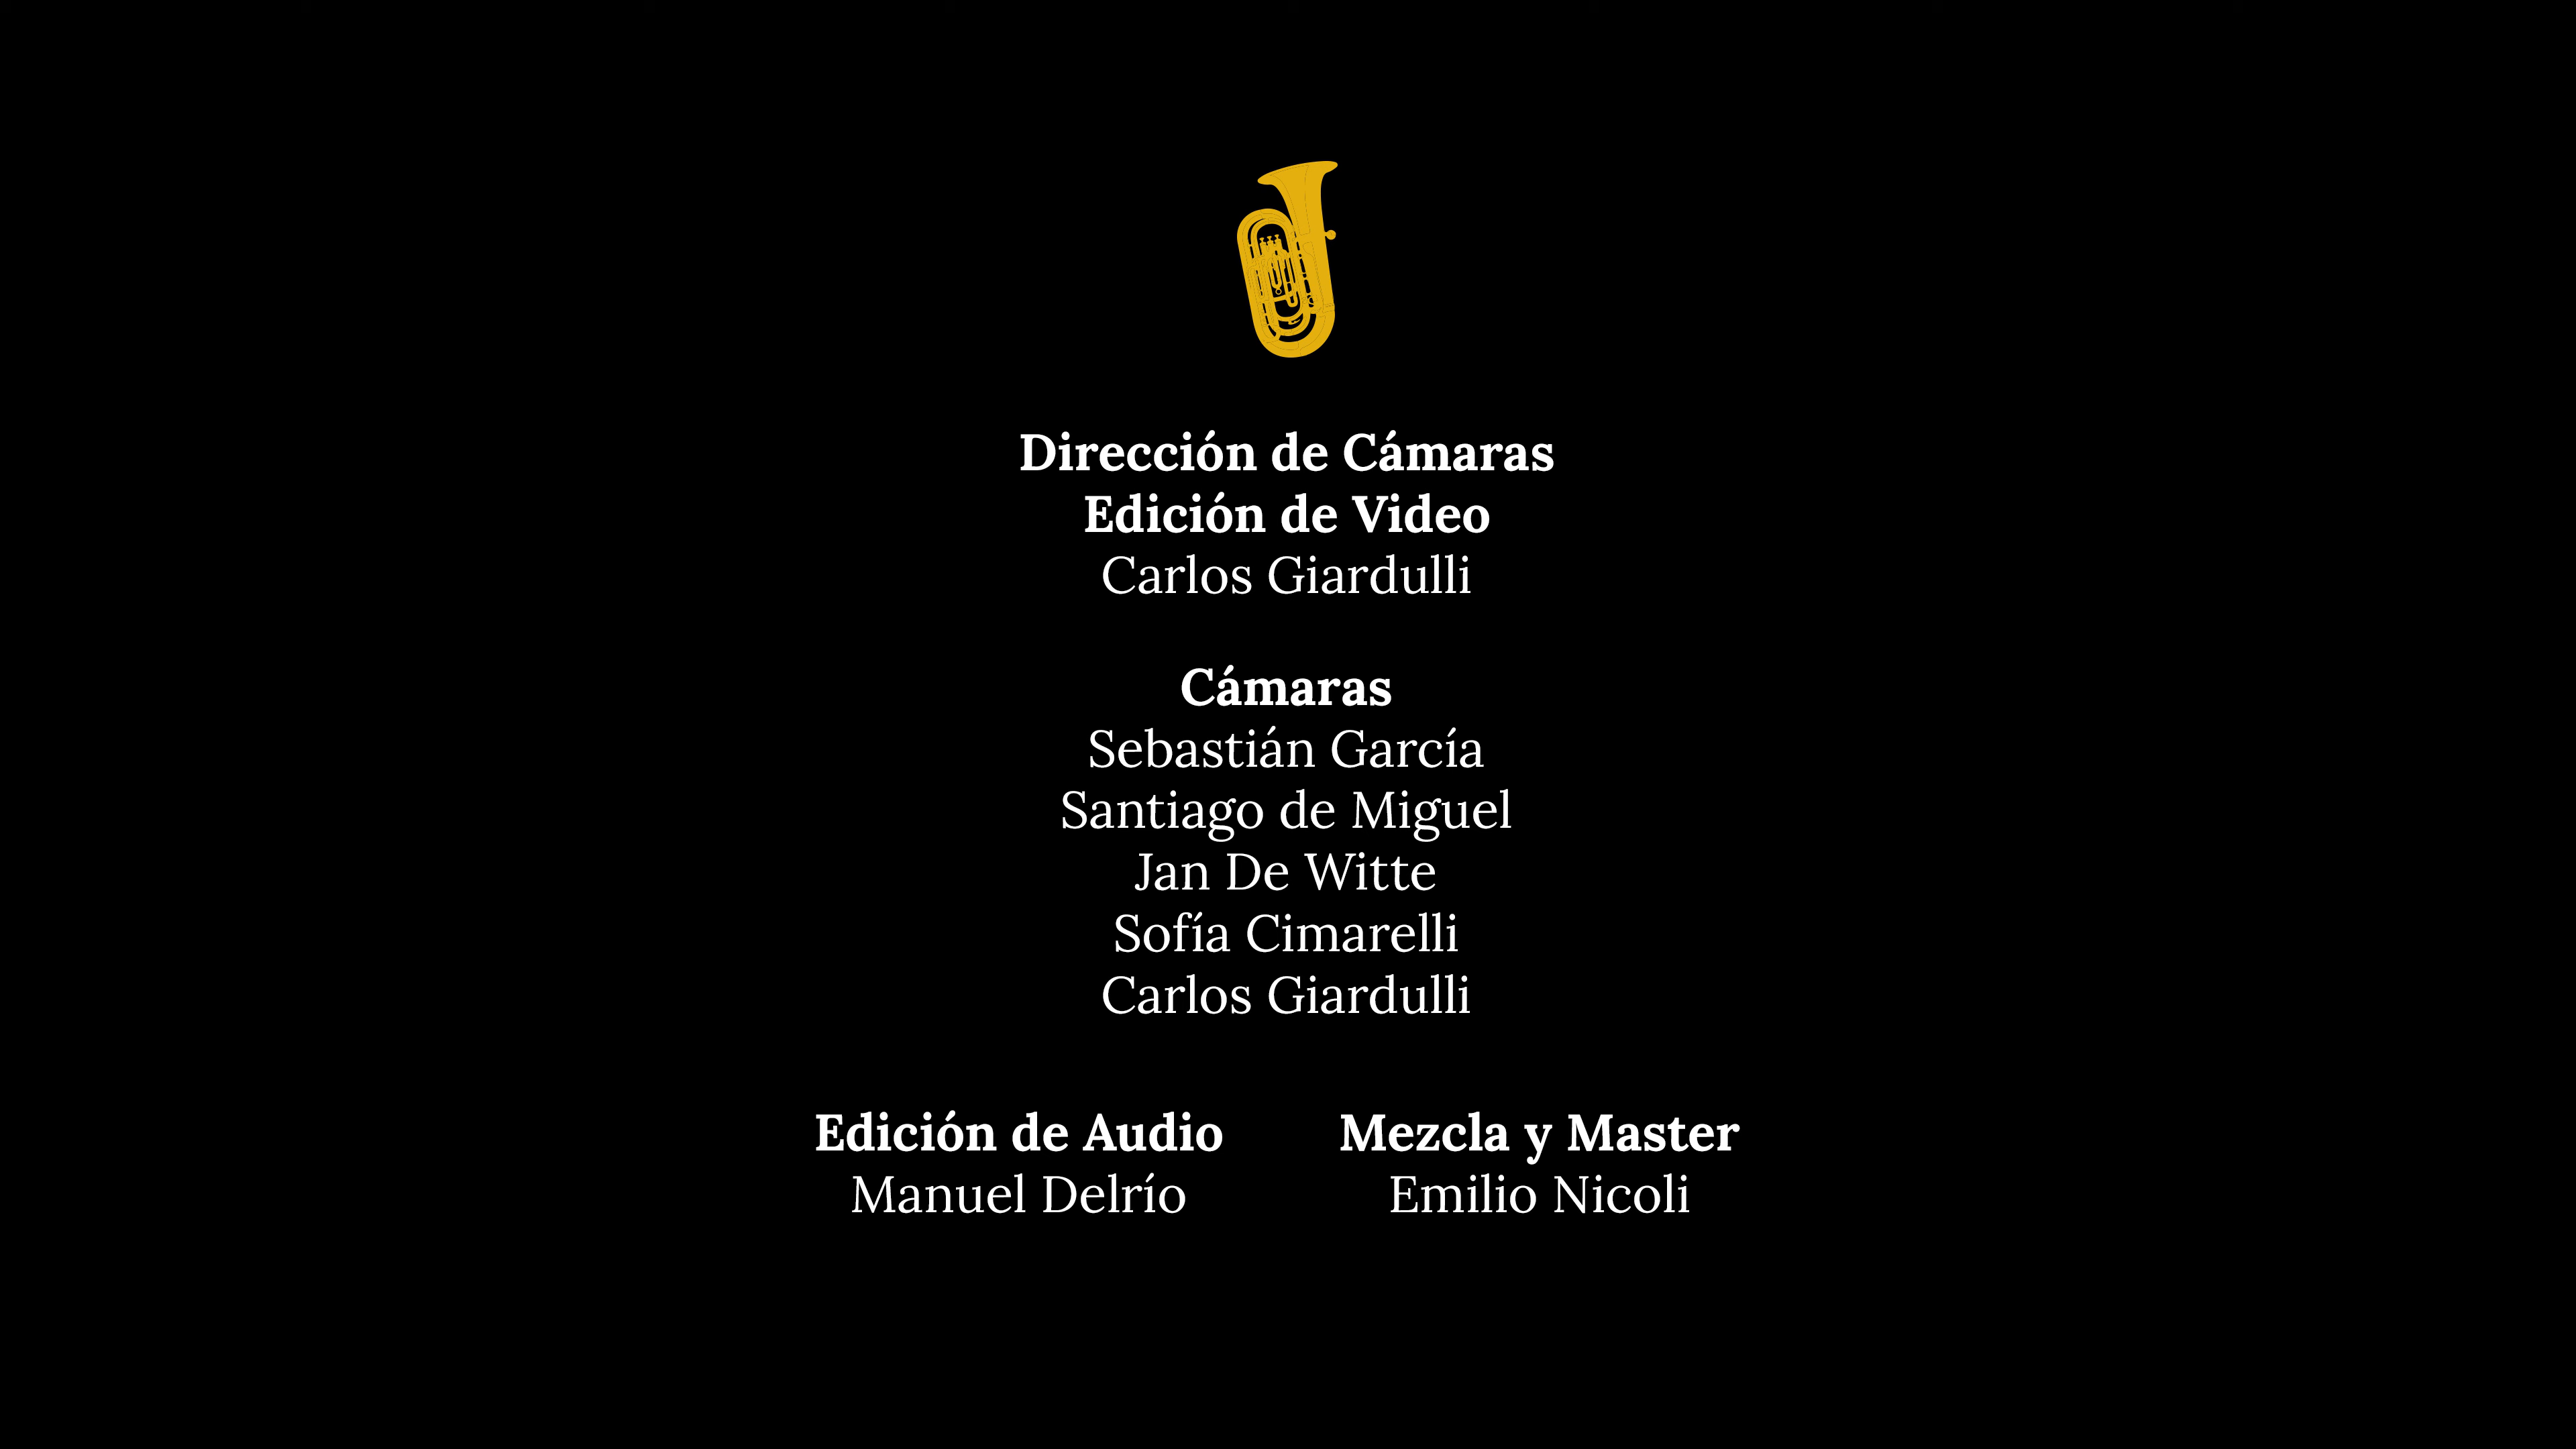 Dirección de Cámaras
Edición de Video
Carlos Giardulli
Cámaras
Sebastián García
Santiago de Miguel
Jan De Witte
Sofía Cimarelli
Carlos Giardulli
Edición de Audio
Manuel Delrío
Mezcla y Master
Emilio Nicoli